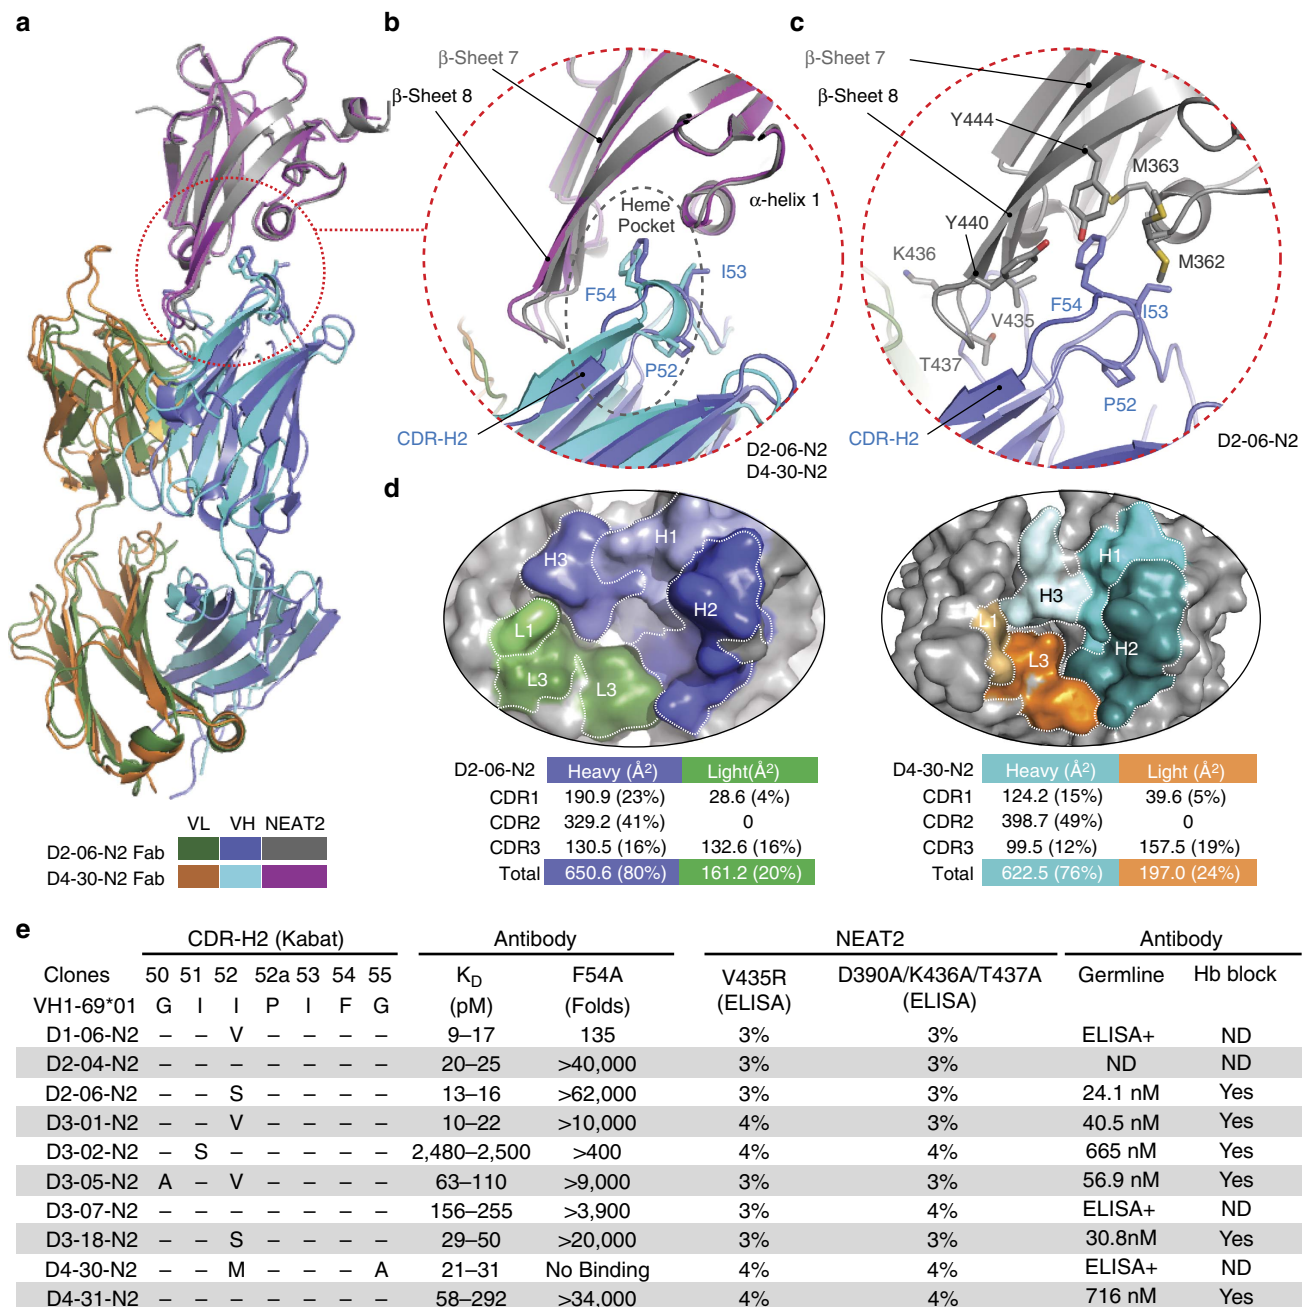 a
b
c
β-Sheet 7
β-Sheet 8
Heme
Pocket
α-helix 1
F54
I53
P52
CDR-H2
D2-06-N2
D4-30-N2
β-Sheet 7
β-Sheet 8
Y444
M363
Y440
K436
M362
F54
I53
V435
T437
P52
CDR-H2
D2-06-N2
VL VH NEAT2
D2-06-N2 Fab
D4-30-N2 Fab
d
H1
H3
H2
L1
L3
L3
H1
H3
L1
L3
H2
D2-06-N2 Heavy (Å²) Light(Å²)
CDR1 190.9 (23%) 28.6 (4%)
CDR2 329.2 (41%) 0
CDR3 130.5 (16%) 132.6 (16%)
Total 650.6 (80%) 161.2 (20%)
D4-30-N2 Heavy (Å²) Light (Å²)
CDR1 124.2 (15%) 39.6 (5%)
CDR2 398.7 (49%) 0
CDR3 99.5 (12%) 157.5 (19%)
Total 622.5 (76%) 197.0 (24%)
e
CDR-H2 (Kabat) Antibody NEAT2 Antibody
Clones 50 51 52 52a 53 54 55 K_D F54A V435R D390A/K436A/T437A Germline Hb block
VH1-69*01 G I I P I F G (pM) (Folds) (ELISA) (ELISA)
D1-06-N2 – – V – – – – 9–17 135 3% 3% ELISA+ ND
D2-04-N2 – – – – – – – 20–25 >40,000 3% 3% ND ND
D2-06-N2 – – S – – – – 13–16 >62,000 3% 3% 24.1 nM Yes
D3-01-N2 – – V – – – – 10–22 >10,000 4% 3% 40.5 nM Yes
D3-02-N2 – S – – – – – 2,480–2,500 >400 4% 4% 665 nM Yes
D3-05-N2 A – V – – – – 63–110 >9,000 3% 3% 56.9 nM Yes
D3-07-N2 – – – – – – – 156–255 >3,900 3% 4% ELISA+ ND
D3-18-N2 – – S – – – – 29–50 >20,000 3% 3% 30.8nM Yes
D4-30-N2 – – M – – – A 21–31 No Binding 4% 4% ELISA+ ND
D4-31-N2 – – – – – – – 58–292 >34,000 4% 4% 716 nM Yes